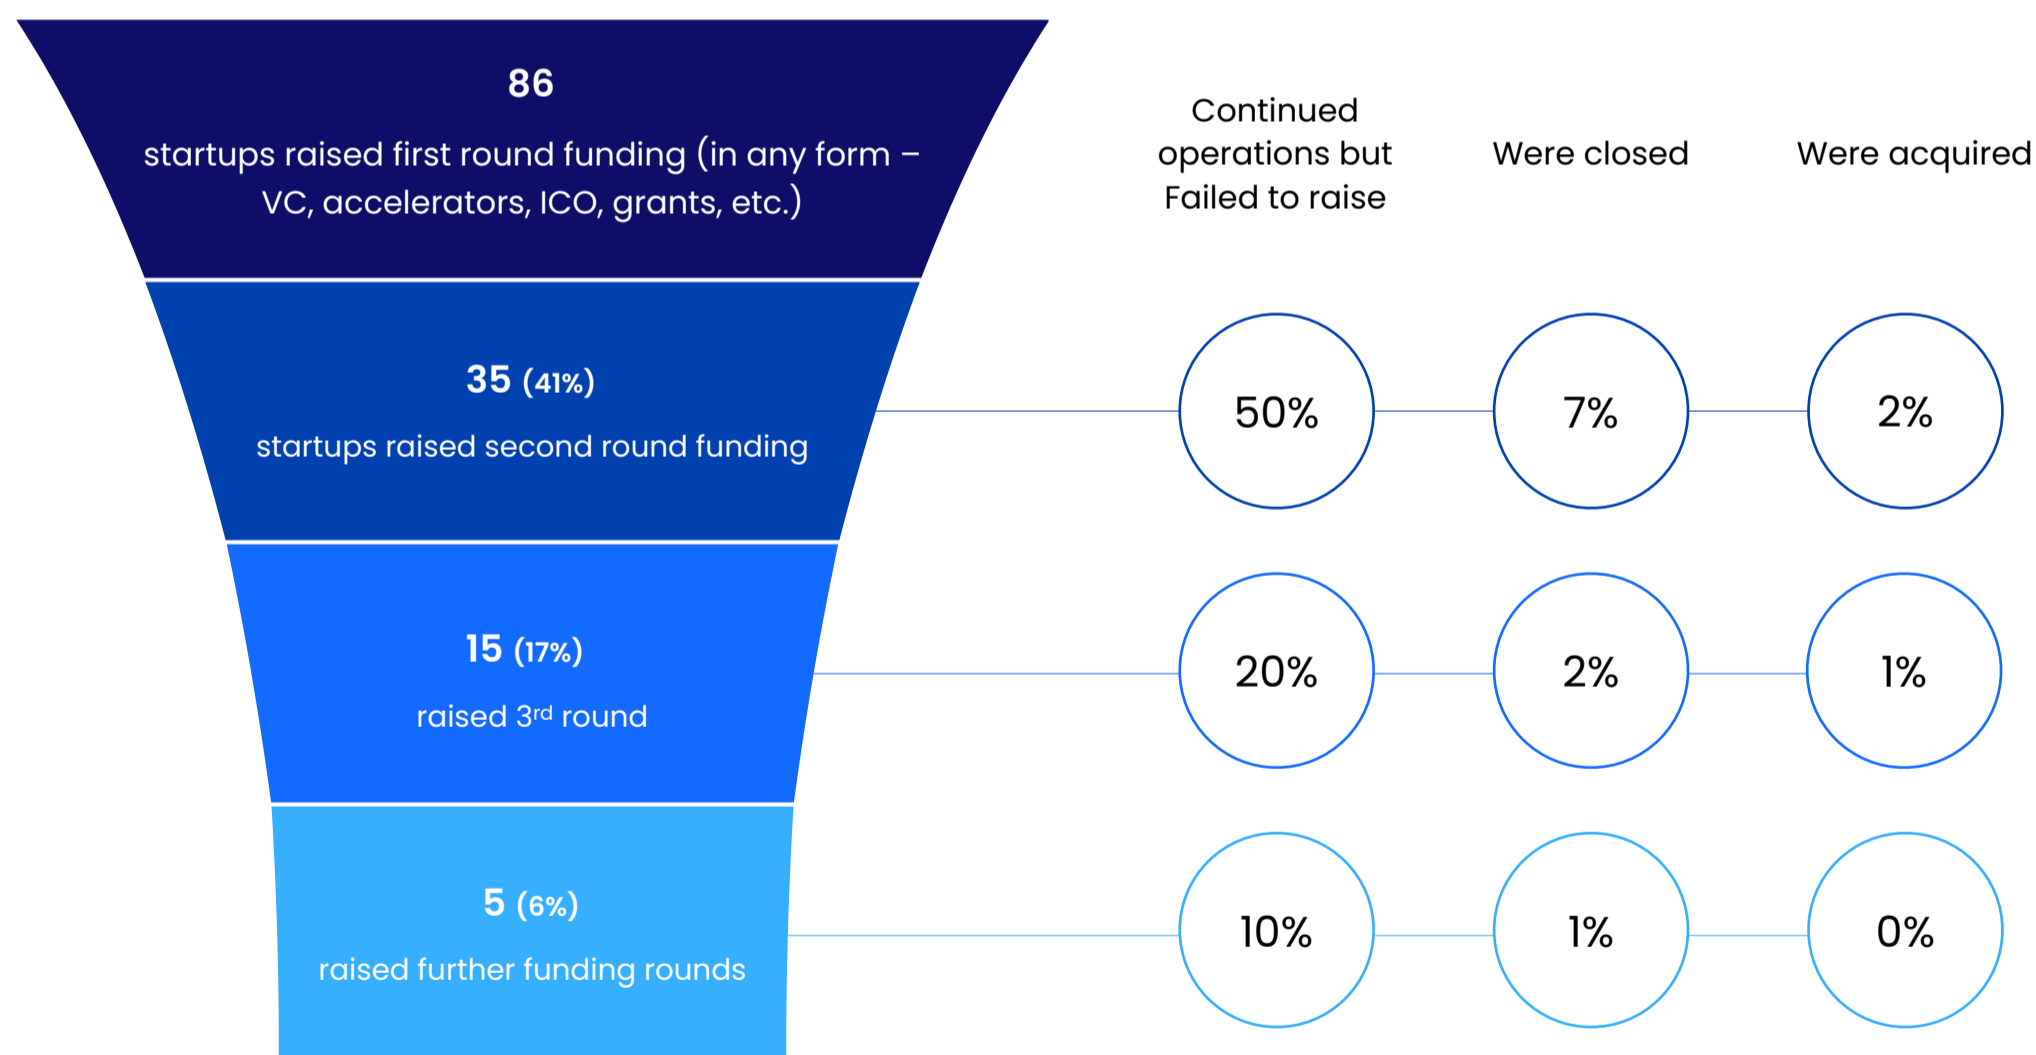 86
startups raised first round funding (in any form –
VC, accelerators, ICO, grants, etc.)
Continued
operations but
Failed to raise
Were closed
Were acquired
35 (41%)
startups raised second round funding
50%
7%
2%
15 (17%)
raised 3rd round
20%
2%
1%
5 (6%)
raised further funding rounds
10%
1%
0%